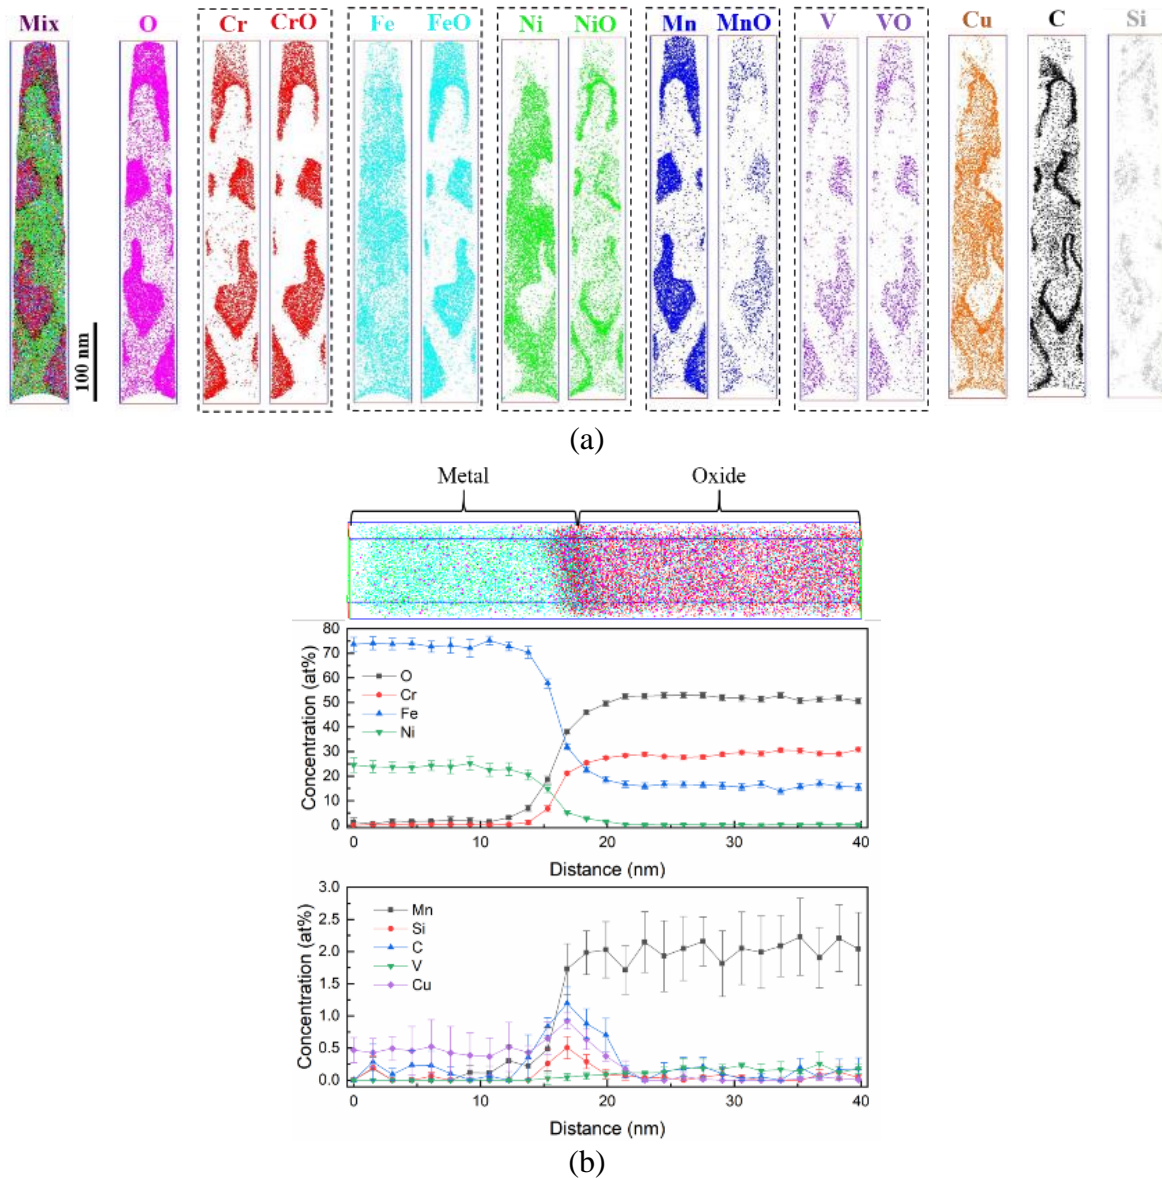 Mix O Cr CrO Fe FeO Ni NiO Mn MnO V VO Cu C Si
100 nm
(a)
Metal Oxide
80
70
60
50
40
30
20
10
0
Concentration (at%)
O
Cr
Fe
Ni
0 10 20 30 40
Distance (nm)
3.0
2.5
2.0
1.5
1.0
0.5
0.0
Concentration (at%)
Mn
Si
C
V
Cu
0 10 20 30 40
Distance (nm)
(b)